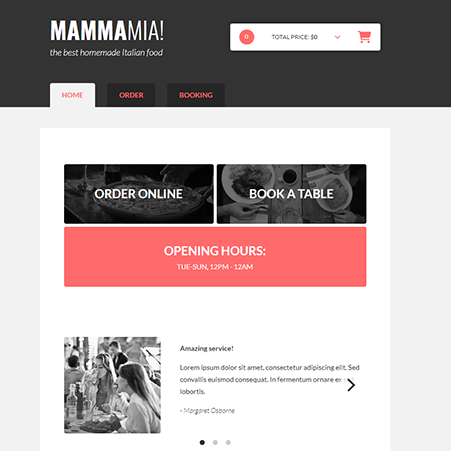 MAMMAMIA!
the best homemade Italian food
0 TOTAL PRICE: $0
HOME ORDER BOOKING
ORDER ONLINE BOOK A TABLE
OPENING HOURS:
TUE-SUN, 12PM - 12AM
Amazing service!
Lorem ipsum dolor sit amet, consectetur adipiscing elit. Sed
convallis euismod consequat. In fermentum ornare
lobortis.
- Margaret Osborne